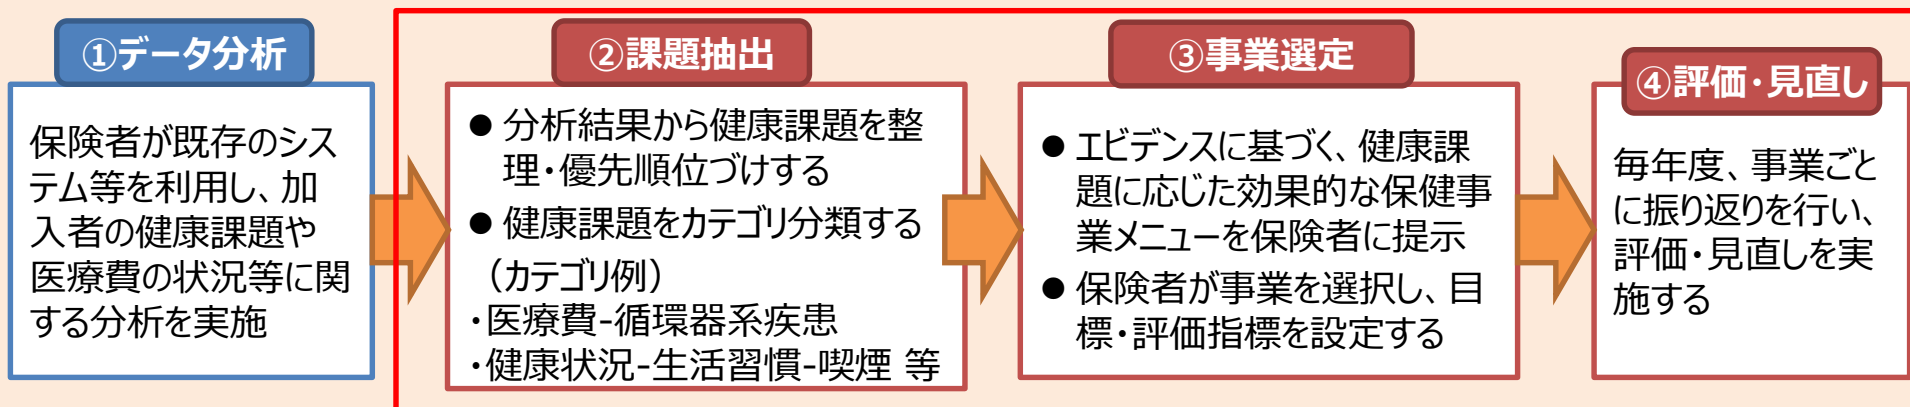 ①データ分析
保険者が既存のシス
テム等を利用し、加
入者の健康課題や
医療費の状況等に関
する分析を実施
②課題抽出
● 分析結果から健康課題を整
理・優先順位づけする
● 健康課題をカテゴリ分類する
（カテゴリ例）
・医療費-循環器系疾患
・健康状況-生活習慣-喫煙 等
③事業選定
● エビデンスに基づく、健康課
題に応じた効果的な保健事
業メニューを保険者に提示
● 保険者が事業を選択し、目
標・評価指標を設定する
④評価・見直し
毎年度、事業ごと
に振り返りを行い、
評価・見直しを実
施する